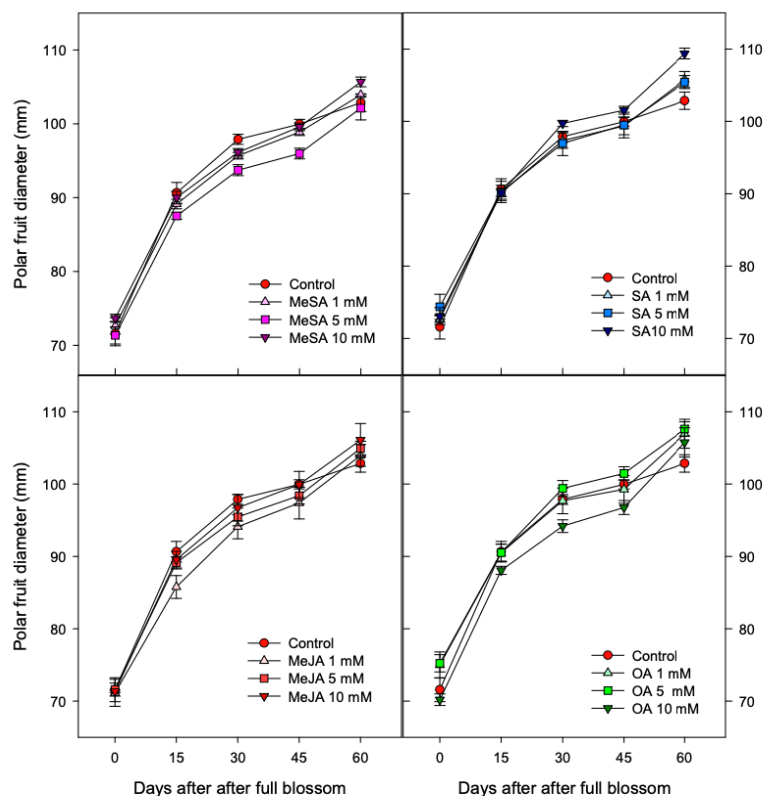 110
100
90
80
70
Polar fruit diameter (mm)
Control
MeSA 1 mM
MeSA 5 mM
MeSA 10 mM
110
100
90
80
70
Control
SA 1 mM
SA 5 mM
SA10 mM
110
100
90
80
70
Polar fruit diameter (mm)
Control
MeJA 1 mM
MeJA 5 mM
MeJA 10 mM
0 15 30 45 60
Days after after full blossom
110
100
90
80
70
Control
OA 1 mM
OA 5 mM
OA 10 mM
0 15 30 45 60
Days after after full blossom